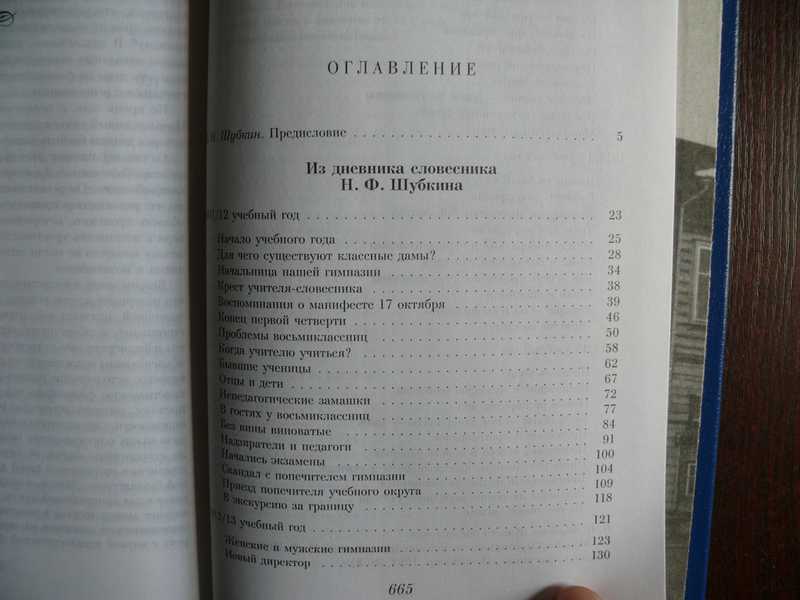 ОГЛАВЛЕНИЕ
Шубкин. Предисловие 5
Из дневника словесника
Н. Ф. Шубкина
/12 учебный год 23
Начало учебного года 25
Для чего существуют классные дамы? 28
Начальница нашей гимназии 34
Крест учителя-словесника 38
Воспоминания о манифесте 17 октября 39
Конец первой четверти 46
Проблемы восьмиклассниц 50
Когда учителю учиться? 58
Бывшие ученицы 62
Отцы и дети 67
Непедагогические замашки 72
В гостях у восьмиклассниц 77
Без вины виноватые 84
Надзиратели и педагоги 91
Начались экзамены 100
Скандал с попечителем гимназии 104
Приезд попечителя учебного округа 109
В экскурсию за границу 118
/13 учебный год 121
Женские и мужские гимназии 123
Новый директор 130
665